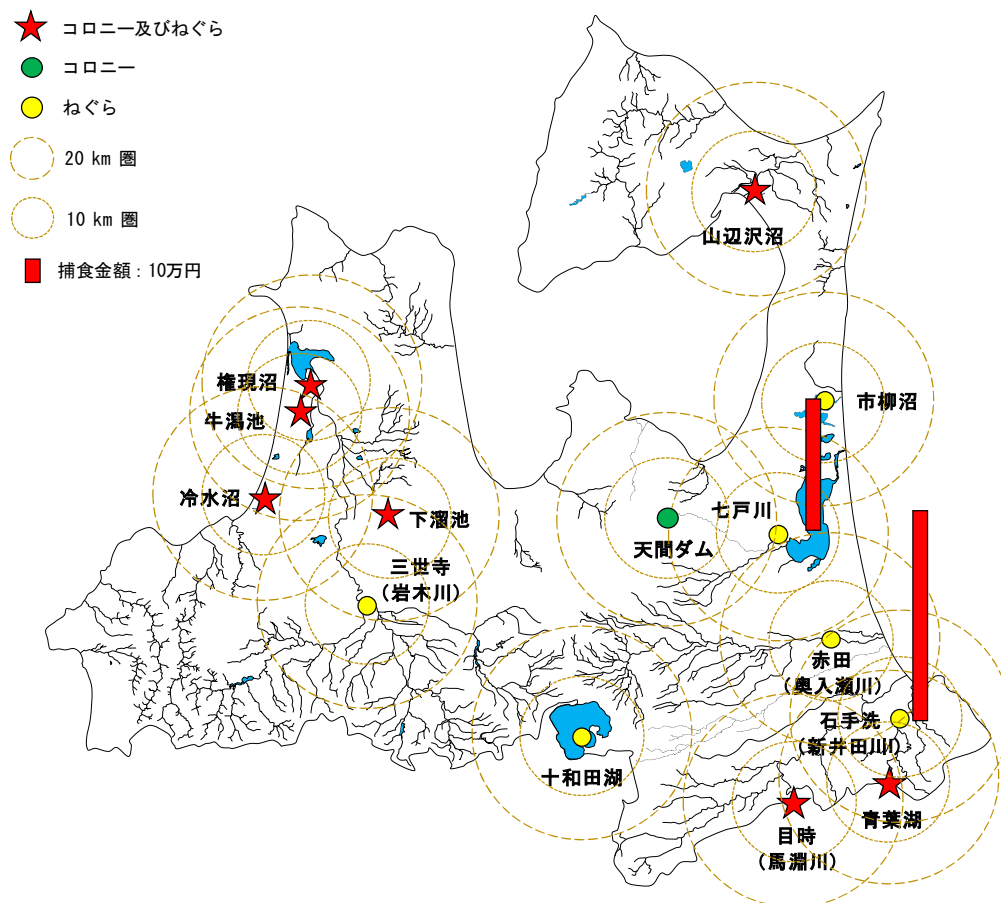 コロニー及びねぐら
コロニー
ねぐら
20 km 圏
10 km 圏
捕食金額：10万円
山辺沢沼
権現沼
市柳沼
牛潟池
冷水沼
七戸川
下溜池
天間ダム
三世寺
（岩木川）
赤田
（奥入瀬川）
石手洗
（新井田川）
十和田湖
青葉湖
目時
（馬淵川）